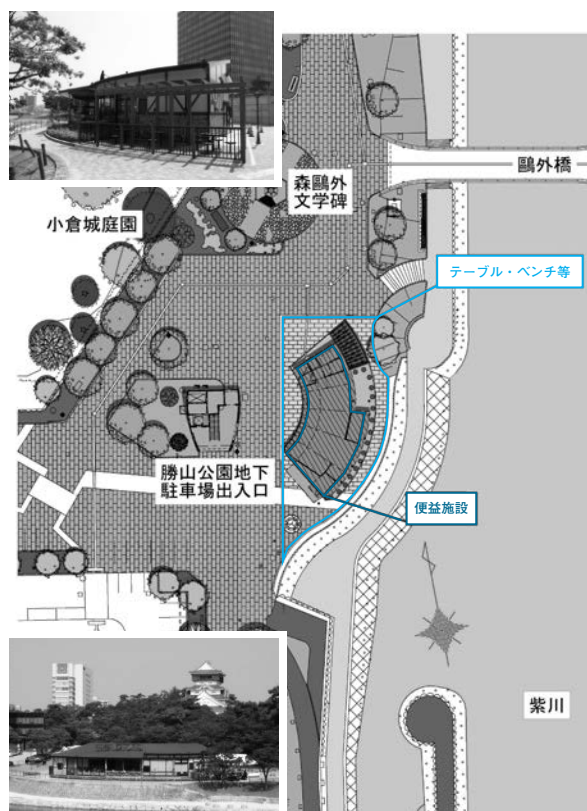 鷗外橋
森鷗外
文学碑
小倉城庭園
テーブル・ベンチ等
勝山公園地下
駐車場出入口
便益施設
紫川